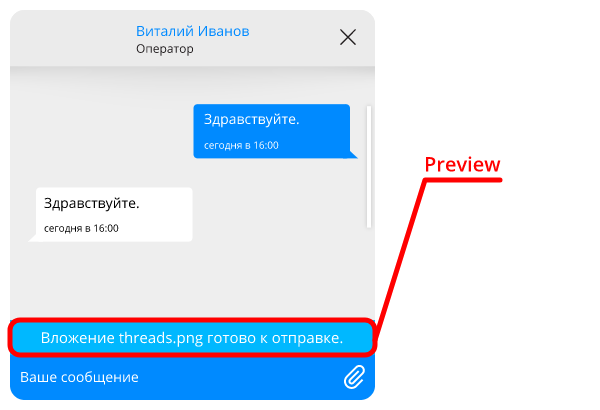 Виталий Иванов
Оператор
Здравствуйте.
сегодня в 16:00
Preview
Здравствуйте.
сегодня в 16:00
Вложение threads.png готово к отправке.
Ваше сообщение